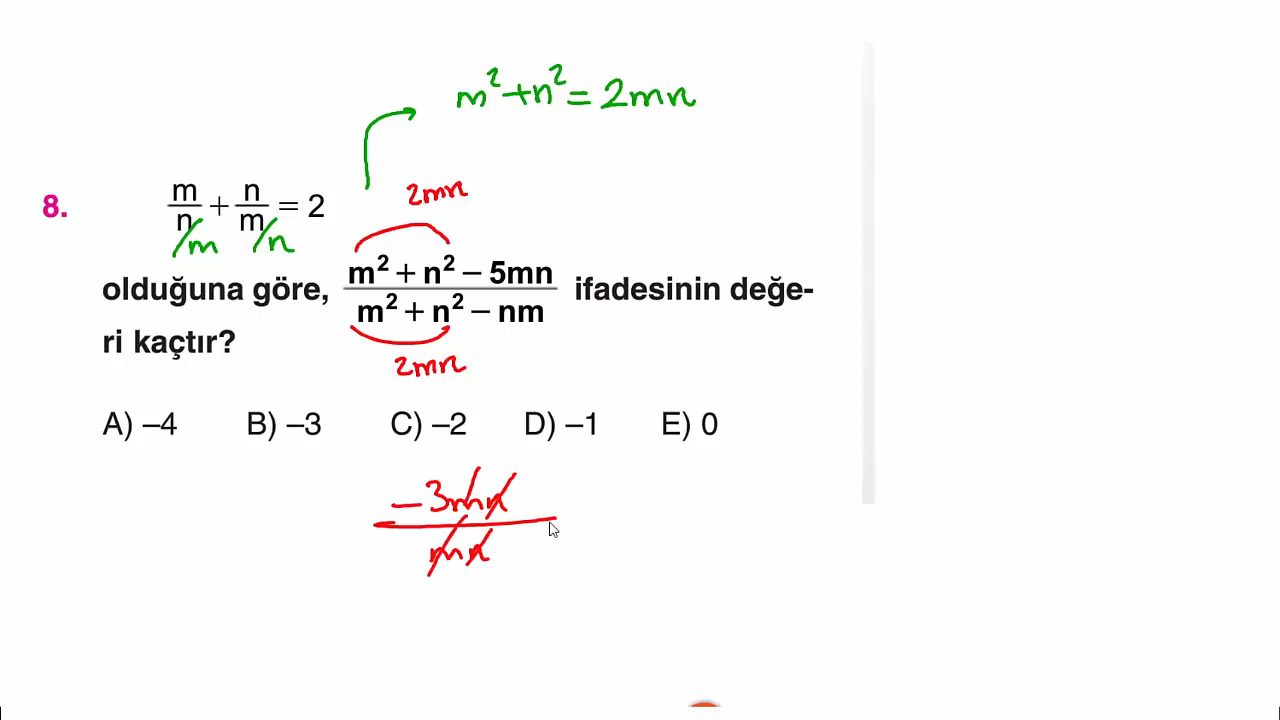 m² + n² = 2mn
8. m/n + n/m = 2
/m /n
2mn
olduğuna göre, (m² + n² − 5mn)/(m² + n² − nm) ifadesinin değe-
ri kaçtır?
2mn
A) –4 B) –3 C) –2 D) –1 E) 0
−3mn
mn